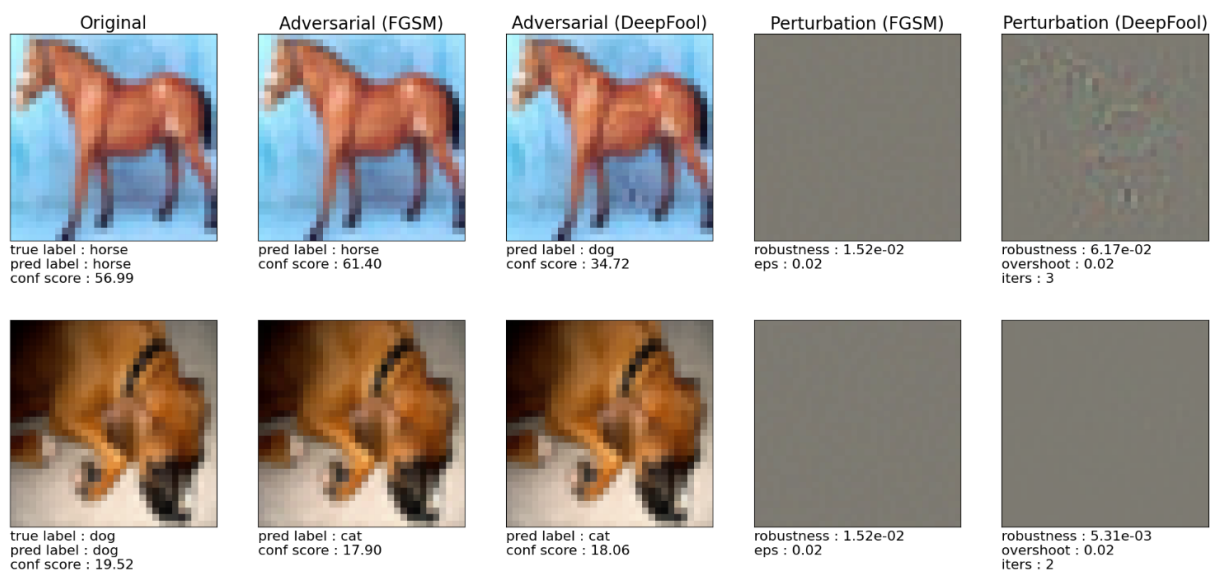 Original
Adversarial (FGSM)
Adversarial (DeepFool)
Perturbation (FGSM)
Perturbation (DeepFool)
true label : horse
pred label : horse
conf score : 56.99
pred label : horse
conf score : 61.40
pred label : dog
conf score : 34.72
robustness : 1.52e-02
eps : 0.02
robustness : 6.17e-02
overshoot : 0.02
iters : 3
true label : dog
pred label : dog
conf score : 19.52
pred label : cat
conf score : 17.90
pred label : cat
conf score : 18.06
robustness : 1.52e-02
eps : 0.02
robustness : 5.31e-03
overshoot : 0.02
iters : 2